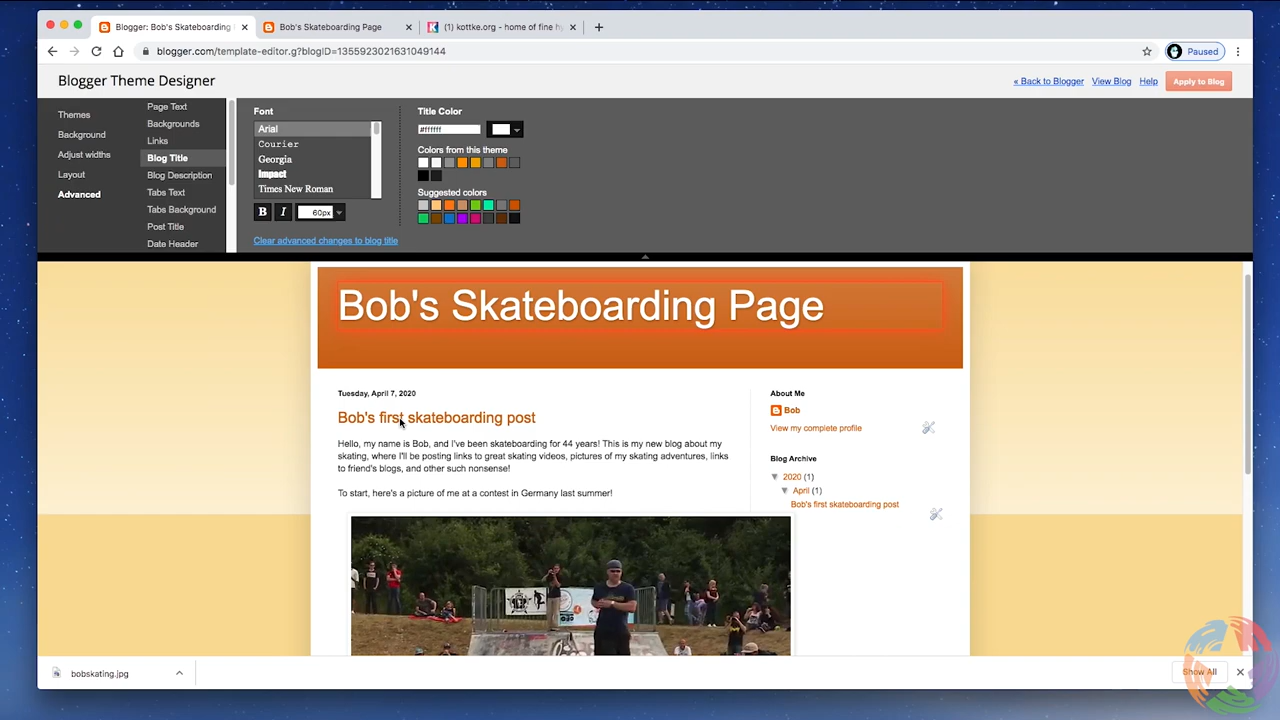 Blogger: Bob's Skateboarding
Bob's Skateboarding Page
(1) kottke.org - home of fine hy
blogger.com/template-editor.g?blogID=1355923021631049144
Paused
Blogger Theme Designer
« Back to Blogger
View Blog
Help
Apply to Blog
Themes
Background
Adjust widths
Layout
Advanced
Page Text
Backgrounds
Links
Blog Title
Blog Description
Tabs Text
Tabs Background
Post Title
Date Header
Font
Arial
Courier
Georgia
Impact
Times New Roman
B I 60px
Clear advanced changes to blog title
Title Color
#ffffff
Colors from this theme
Suggested colors
Bob's Skateboarding Page
Tuesday, April 7, 2020
Bob's first skateboarding post
Hello, my name is Bob, and I've been skateboarding for 44 years! This is my new blog about my
skating, where I'll be posting links to great skating videos, pictures of my skating adventures, links
to friend's blogs, and other such nonsense!
To start, here's a picture of me at a contest in Germany last summer!
About Me
Bob
View my complete profile
Blog Archive
▼ 2020 (1)
▼ April (1)
Bob's first skateboarding post
bobskating.jpg
Show All